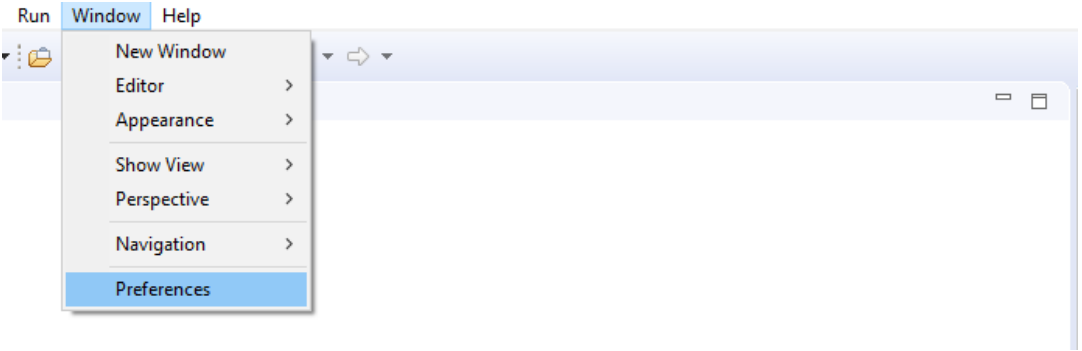 Run Window Help
New Window
Editor
Appearance
Show View
Perspective
Navigation
Preferences